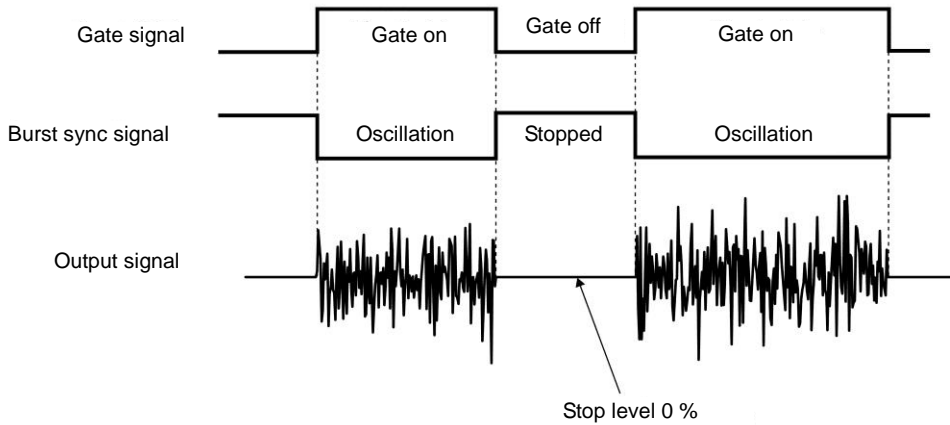 Gate signal
Gate on
Gate off
Gate on
Burst sync signal
Oscillation
Stopped
Oscillation
Output signal
Stop level 0 %